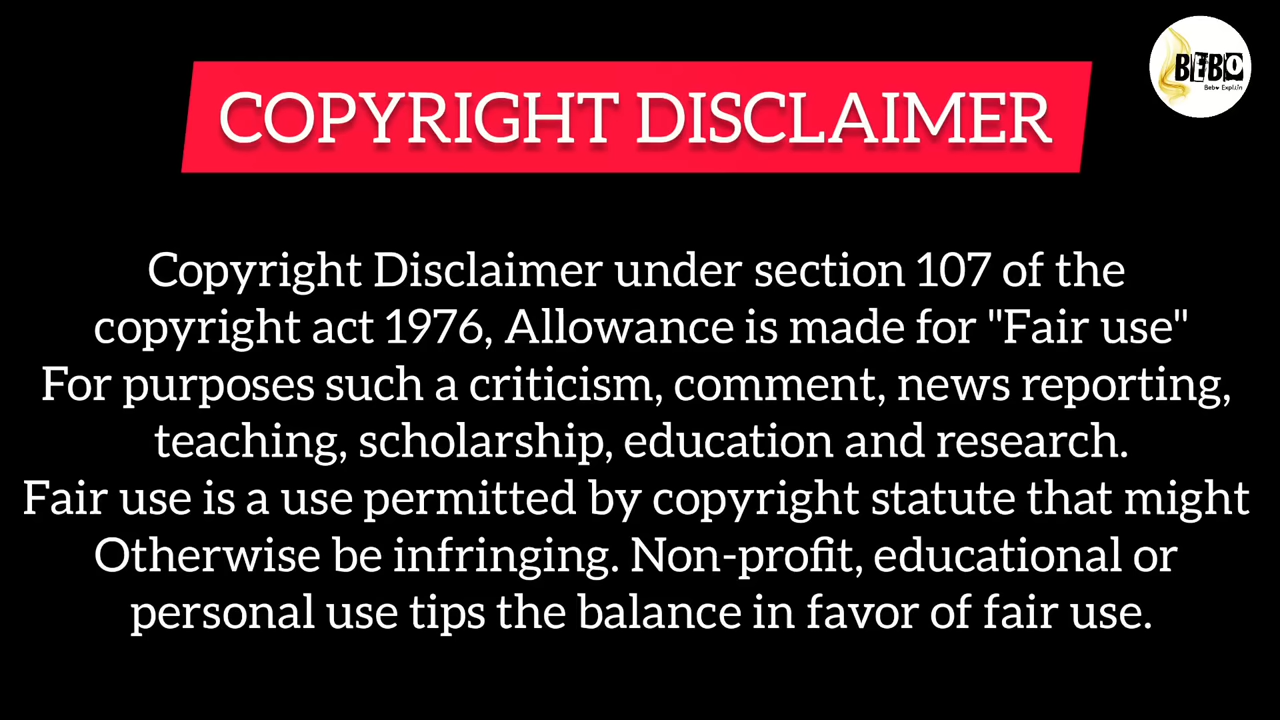 BEBO
Bebo Explain
COPYRIGHT DISCLAIMER
Copyright Disclaimer under section 107 of the
copyright act 1976, Allowance is made for "Fair use"
For purposes such a criticism, comment, news reporting,
teaching, scholarship, education and research.
Fair use is a use permitted by copyright statute that might
Otherwise be infringing. Non-profit, educational or
personal use tips the balance in favor of fair use.